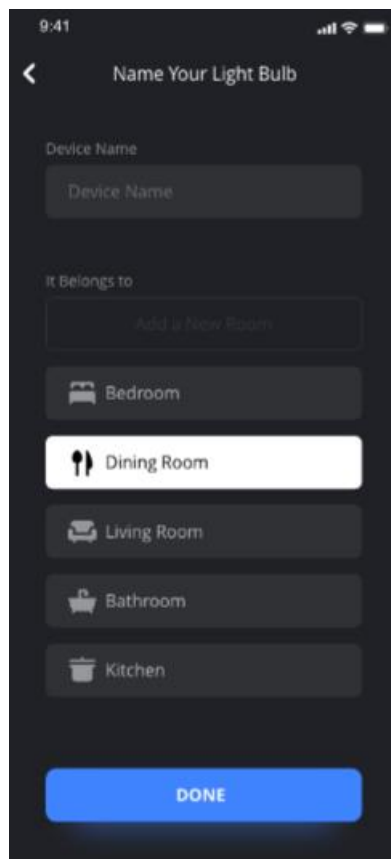 9:41
Name Your Light Bulb
Device Name
Device Name
It Belongs to
Add a New Room
Bedroom
Dining Room
Living Room
Bathroom
Kitchen
DONE